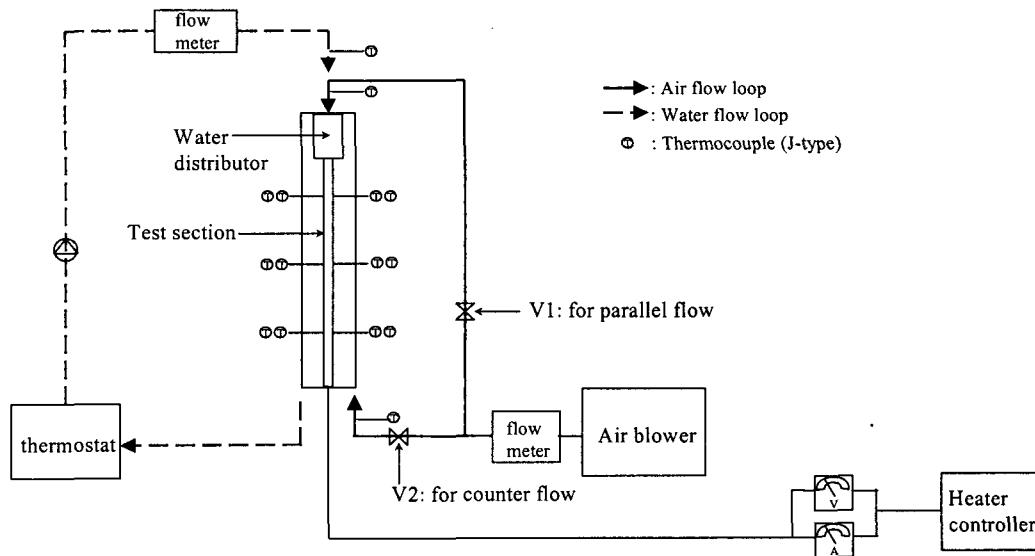 flow
meter
: Air flow loop
: Water flow loop
T : Thermocouple (J-type)
T
T
Water
distributor
T T
T T
Test section
T T
T T
V1: for parallel flow
T T
T T
thermostat
T
flow
meter
Air blower
V2: for counter flow
V
A
Heater
controller